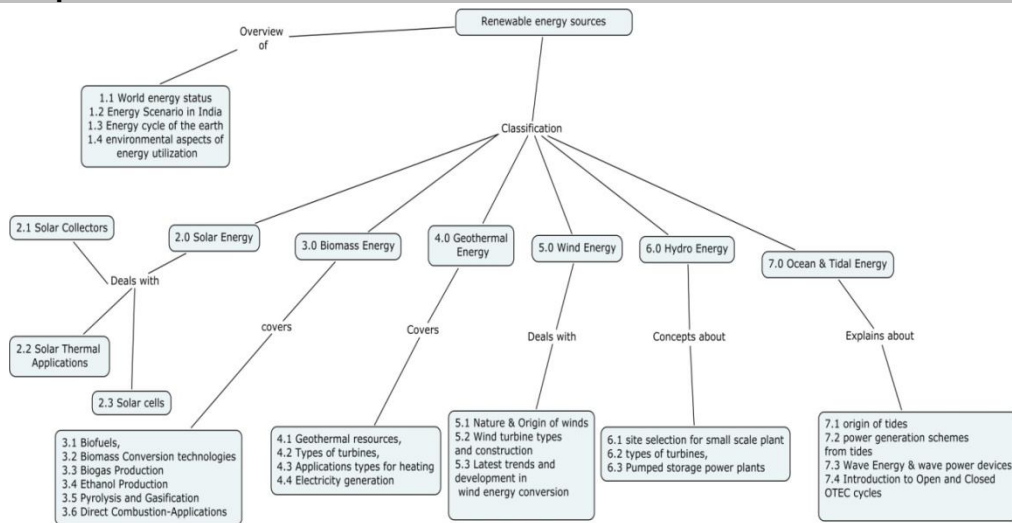 Renewable energy sources
Overview
of
1.1 World energy status
1.2 Energy Scenario in India
1.3 Energy cycle of the earth
1.4 environmental aspects of
energy utilization
Classification
2.1 Solar Collectors
2.0 Solar Energy
3.0 Biomass Energy
4.0 Geothermal
Energy
5.0 Wind Energy
6.0 Hydro Energy
7.0 Ocean & Tidal Energy
Deals with
2.2 Solar Thermal
Applications
2.3 Solar cells
covers
Covers
Deals with
Concepts about
Explains about
3.1 Biofuels,
3.2 Biomass Conversion technologies
3.3 Biogas Production
3.4 Ethanol Production
3.5 Pyrolysis and Gasification
3.6 Direct Combustion-Applications
4.1 Geothermal resources,
4.2 Types of turbines,
4.3 Applications types for heating
4.4 Electricity generation
5.1 Nature & Origin of winds
5.2 Wind turbine types
and construction
5.3 Latest trends and
development in
wind energy conversion
6.1 site selection for small scale plant
6.2 types of turbines,
6.3 Pumped storage power plants
7.1 origin of tides
7.2 power generation schemes
from tides
7.3 Wave Energy & wave power devices
7.4 Introduction to Open and Closed
OTEC cycles